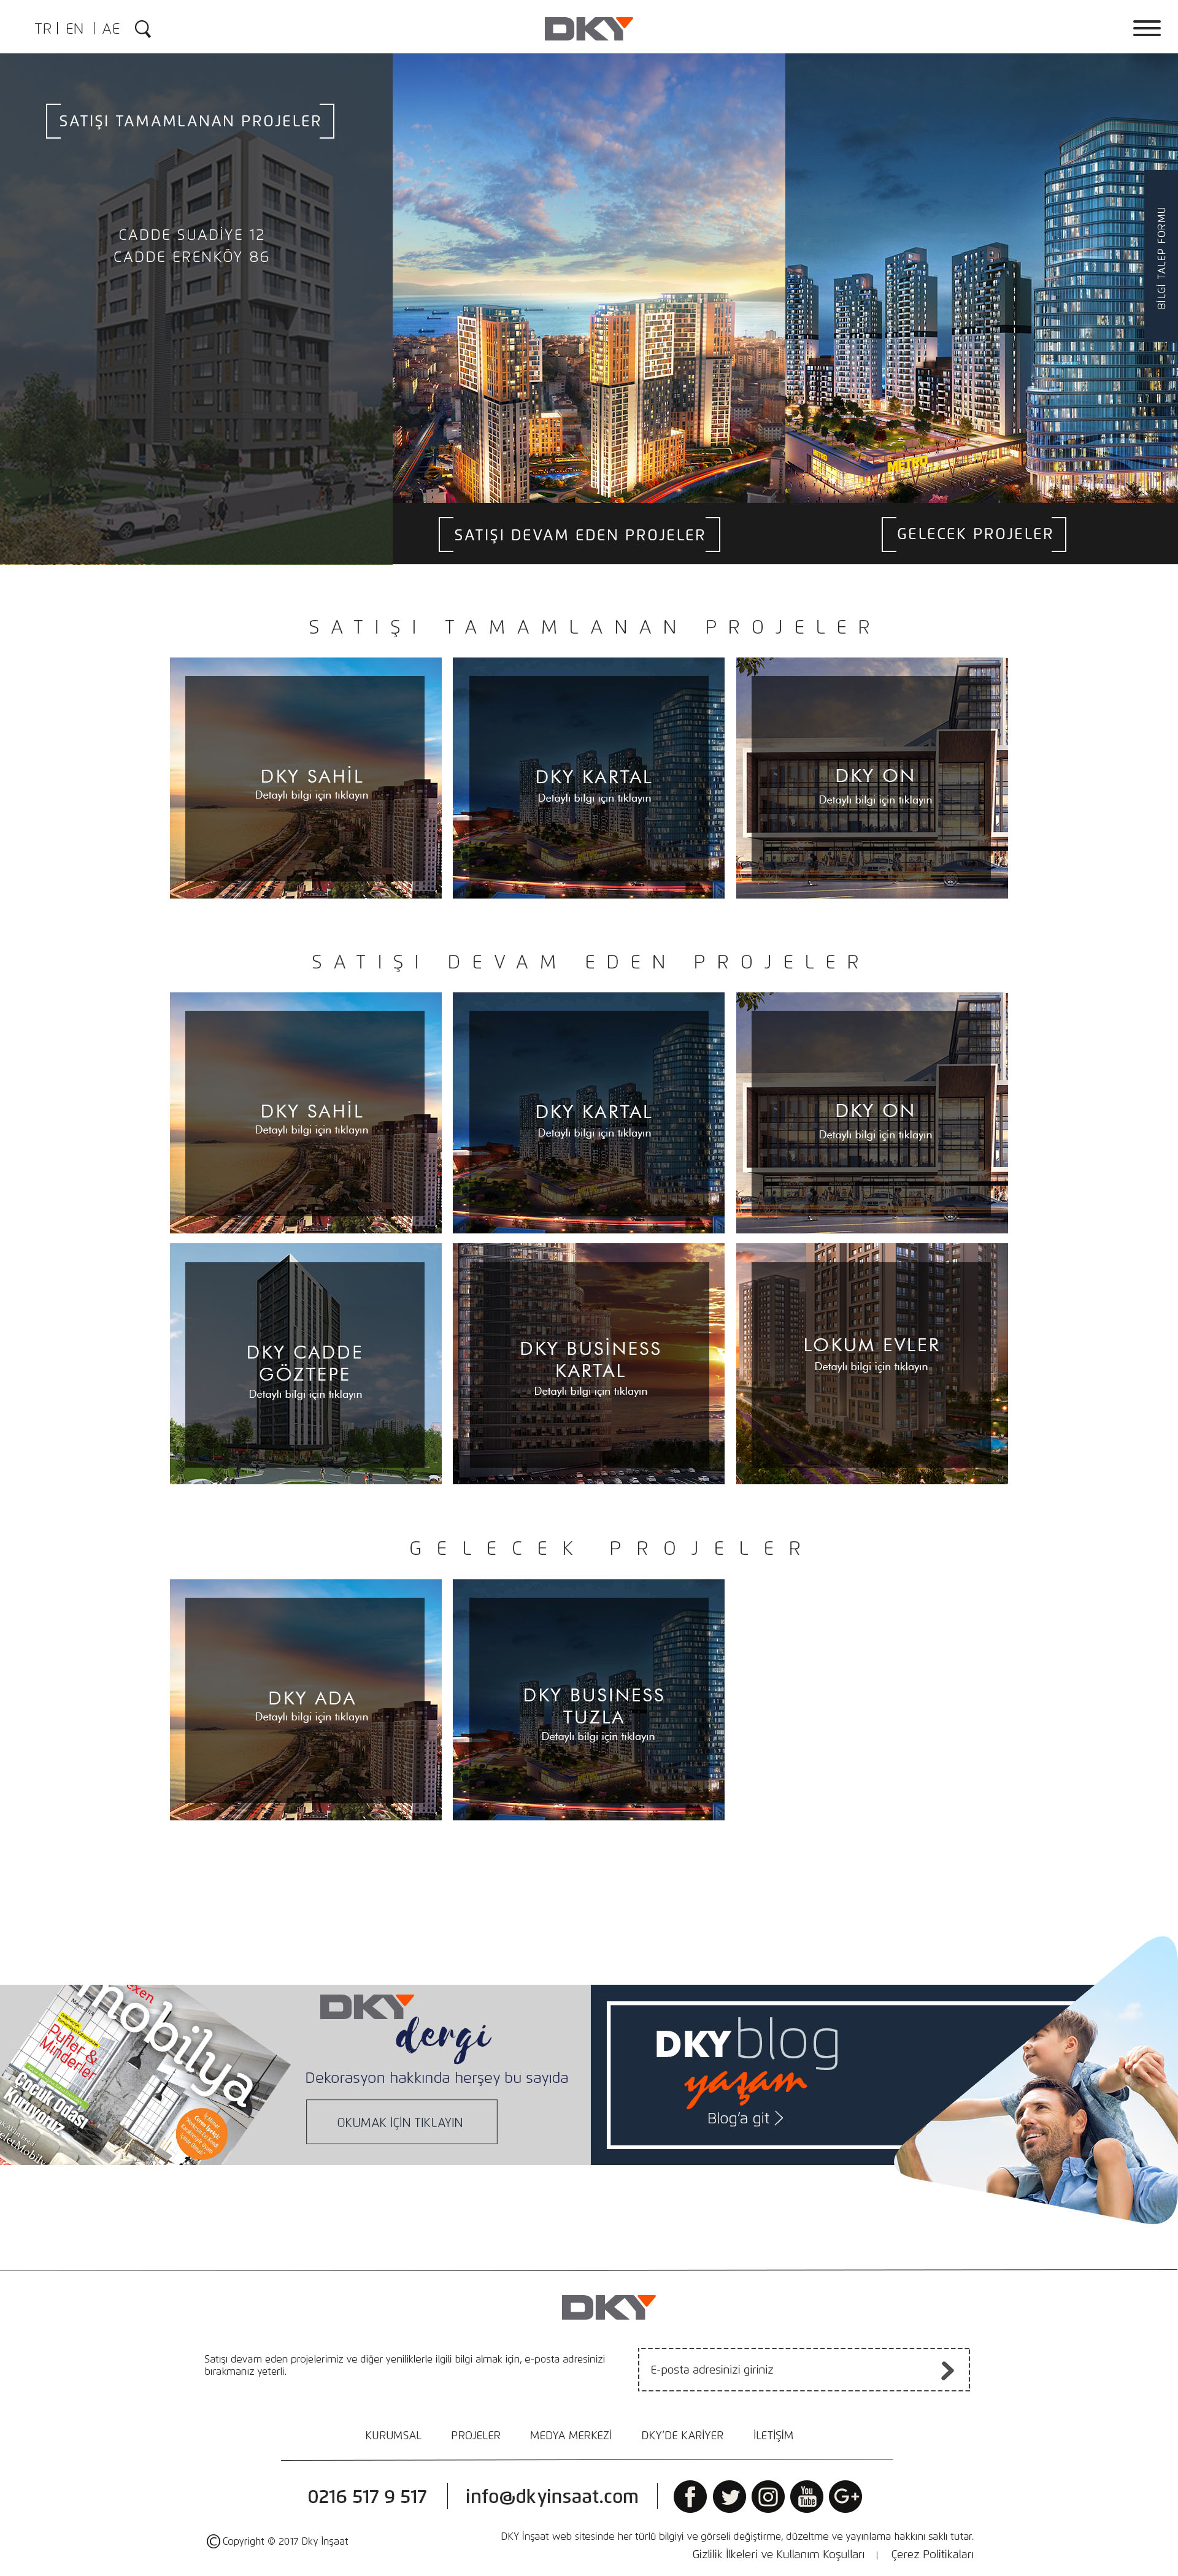 TR | EN | AE
DKY
SATIŞI TAMAMLANAN PROJELER
CADDE SUADİYE 12
CADDE ERENKÖY 86
METRO
METRO
BİLGİ TALEP FORMU
SATIŞI DEVAM EDEN PROJELER
GELECEK PROJELER
SATIŞI TAMAMLANAN PROJELER
DKY SAHİL
Detaylı bilgi için tıklayın
DKY KARTAL
Detaylı bilgi için tıklayın
DKY ON
Detaylı bilgi için tıklayın
SATIŞI DEVAM EDEN PROJELER
DKY SAHİL
Detaylı bilgi için tıklayın
DKY KARTAL
Detaylı bilgi için tıklayın
DKY ON
Detaylı bilgi için tıklayın
DKY CADDE
GÖZTEPE
Detaylı bilgi için tıklayın
DKY BUSİNESS
KARTAL
Detaylı bilgi için tıklayın
LOKUM EVLER
Detaylı bilgi için tıklayın
GELECEK PROJELER
DKY ADA
Detaylı bilgi için tıklayın
DKY BUSINESS
TUZLA
Detaylı bilgi için tıklayın
mobilya
Puflar &
Minderler
Çocuk Odası
Kuruyoruz
DKY
dergi
Dekorasyon hakkında herşey bu sayıda
OKUMAK İÇİN TIKLAYIN
DKY blog
yaşam
Blog'a git >
DKY
Satışı devam eden projelerimiz ve diğer yeniliklerle ilgili bilgi almak için, e-posta adresinizi
bırakmanız yeterli.
E-posta adresinizi giriniz
KURUMSAL PROJELER MEDYA MERKEZİ DKY'DE KARİYER İLETİŞİM
0216 517 9 517 | info@dkyinsaat.com |
You Tube
G+
DKY İnşaat web sitesinde her türlü bilgiyi ve görseli değiştirme, düzeltme ve yayınlama hakkını saklı tutar.
© Copyright © 2017 Dky İnşaat
Gizlilik İlkeleri ve Kullanım Koşulları | Çerez Politikaları